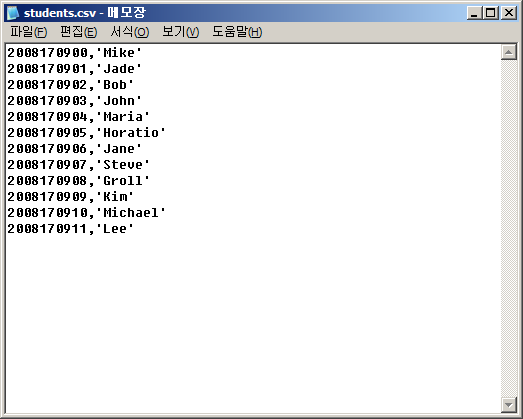 students.csv - 메모장
파일(F) 편집(E) 서식(O) 보기(V) 도움말(H)
2008170900,'Mike'
2008170901,'Jade'
2008170902,'Bob'
2008170903,'John'
2008170904,'Maria'
2008170905,'Horatio'
2008170906,'Jane'
2008170907,'Steve'
2008170908,'Groll'
2008170909,'Kim'
2008170910,'Michael'
2008170911,'Lee'